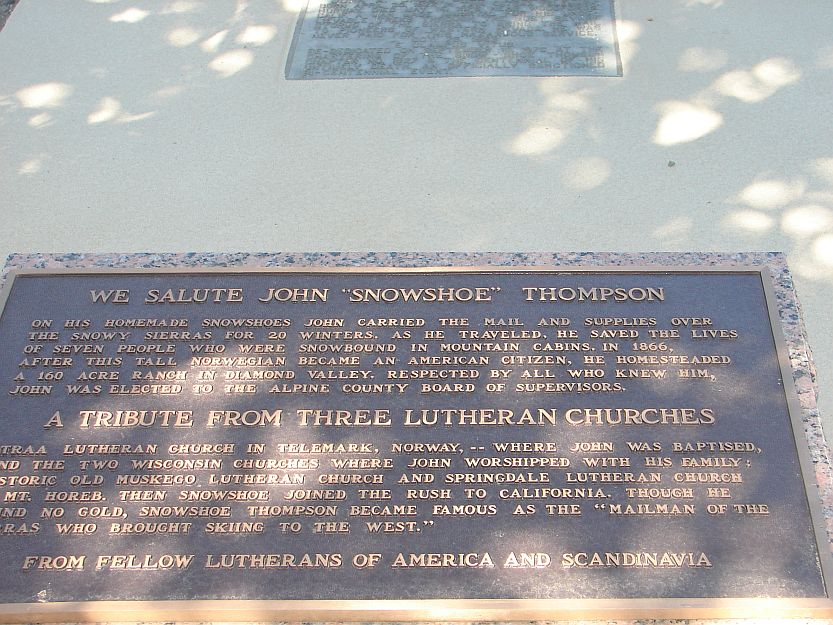 WE SALUTE JOHN "SNOWSHOE" THOMPSON
ON HIS HOMEMADE SNOWSHOES JOHN CARRIED THE MAIL AND SUPPLIES OVER
THE SNOWY SIERRAS FOR 20 WINTERS. AS HE TRAVELED, HE SAVED THE LIVES
OF SEVEN PEOPLE WHO WERE SNOWBOUND IN MOUNTAIN CABINS. IN 1866,
AFTER THIS TALL NORWEGIAN BECAME AN AMERICAN CITIZEN, HE HOMESTEADED
A 160 ACRE RANCH IN DIAMOND VALLEY. RESPECTED BY ALL WHO KNEW HIM,
JOHN WAS ELECTED TO THE ALPINE COUNTY BOARD OF SUPERVISORS.
A TRIBUTE FROM THREE LUTHERAN CHURCHES
TRAA LUTHERAN CHURCH IN TELEMARK, NORWAY, -- WHERE JOHN WAS BAPTISED,
ND THE TWO WISCONSIN CHURCHES WHERE JOHN WORSHIPPED WITH HIS FAMILY:
STORIC OLD MUSKEGO LUTHERAN CHURCH AND SPRINGDALE LUTHERAN CHURCH
MT. HOREB. THEN SNOWSHOE JOINED THE RUSH TO CALIFORNIA. THOUGH HE
UND NO GOLD, SNOWSHOE THOMPSON BECAME FAMOUS AS THE "MAILMAN OF THE
RRAS WHO BROUGHT SKIING TO THE WEST."
FROM FELLOW LUTHERANS OF AMERICA AND SCANDINAVIA